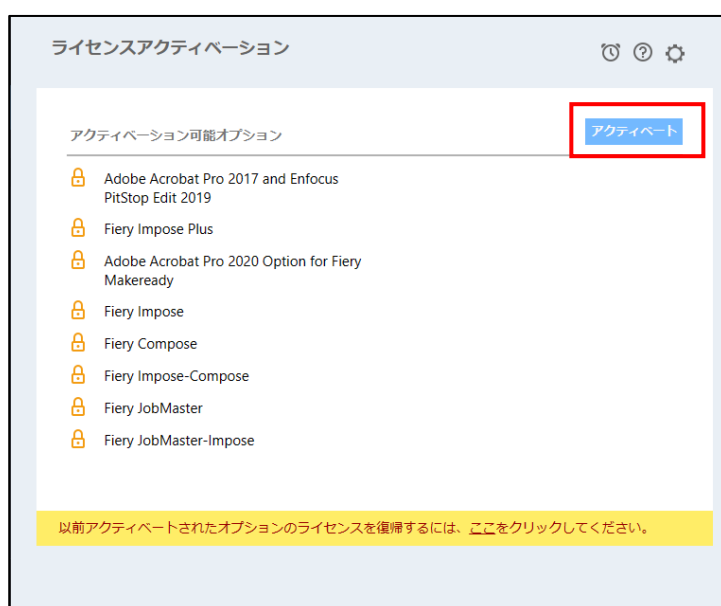 ライセンスアクティベーション
アクティベーション可能オプション
アクティベート
Adobe Acrobat Pro 2017 and Enfocus
PitStop Edit 2019
Fiery Impose Plus
Adobe Acrobat Pro 2020 Option for Fiery
Makeready
Fiery Impose
Fiery Compose
Fiery Impose-Compose
Fiery JobMaster
Fiery JobMaster-Impose
以前アクティベートされたオプションのライセンスを復帰するには、ここをクリックしてください。